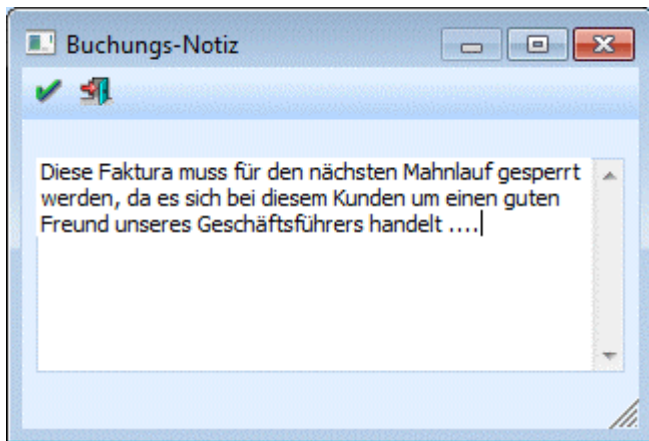 Buchungs-Notiz
Diese Faktura muss für den nächsten Mahnlauf gesperrt
werden, da es sich bei diesem Kunden um einen guten
Freund unseres Geschäftsführers handelt ....